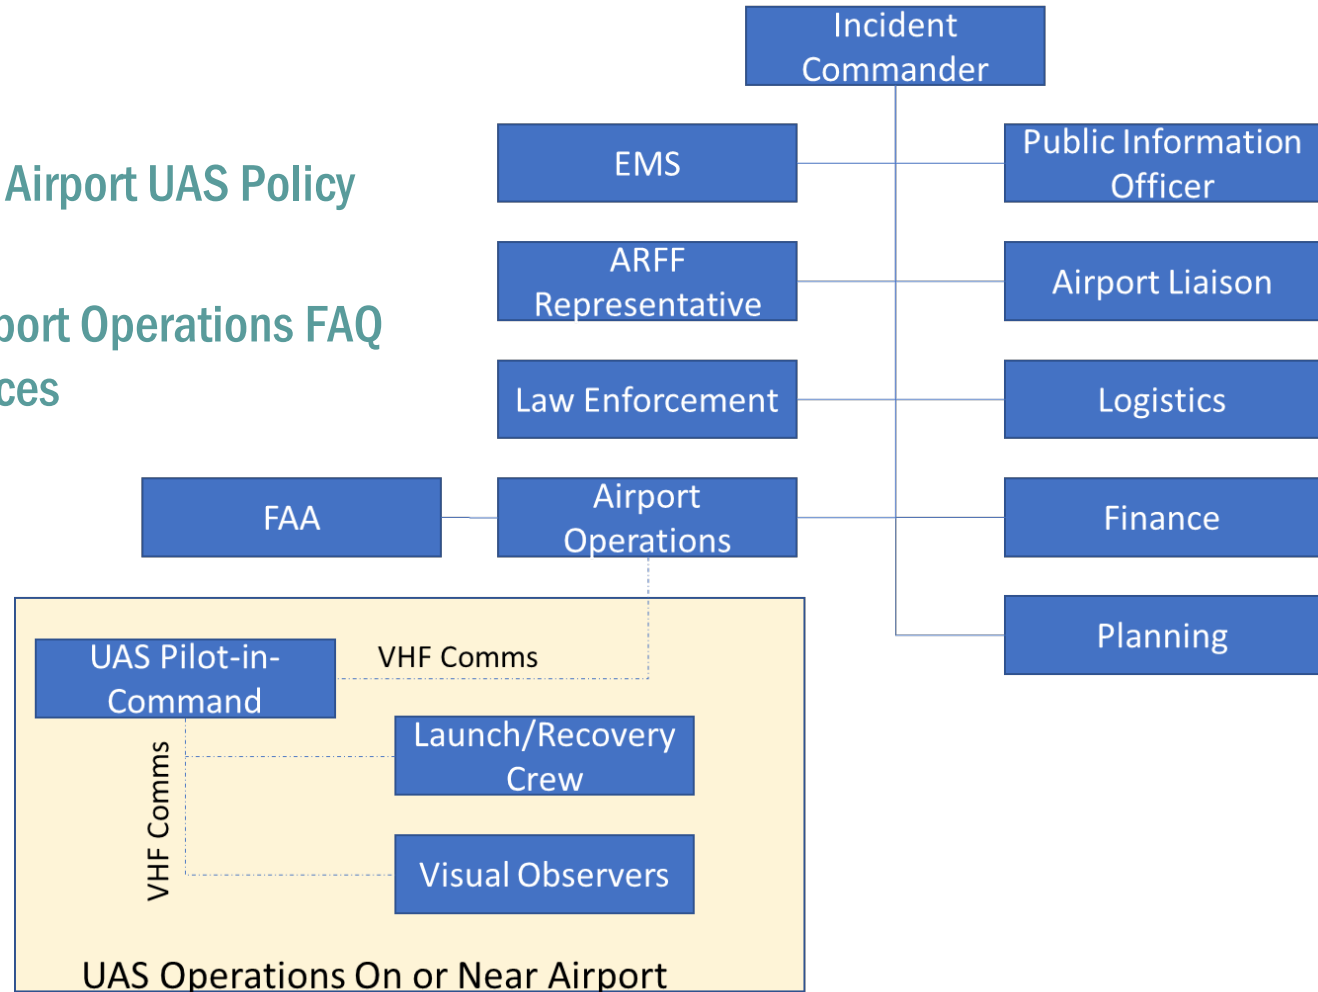 Incident
Commander
Airport UAS Policy
port Operations FAQ
ces
EMS
Public Information
Officer
ARFF
Representative
Airport Liaison
Law Enforcement
Logistics
FAA
Airport
Operations
Finance
Planning
UAS Pilot-in-
Command
VHF Comms
VHF Comms
Launch/Recovery
Crew
Visual Observers
UAS Operations On or Near Airport